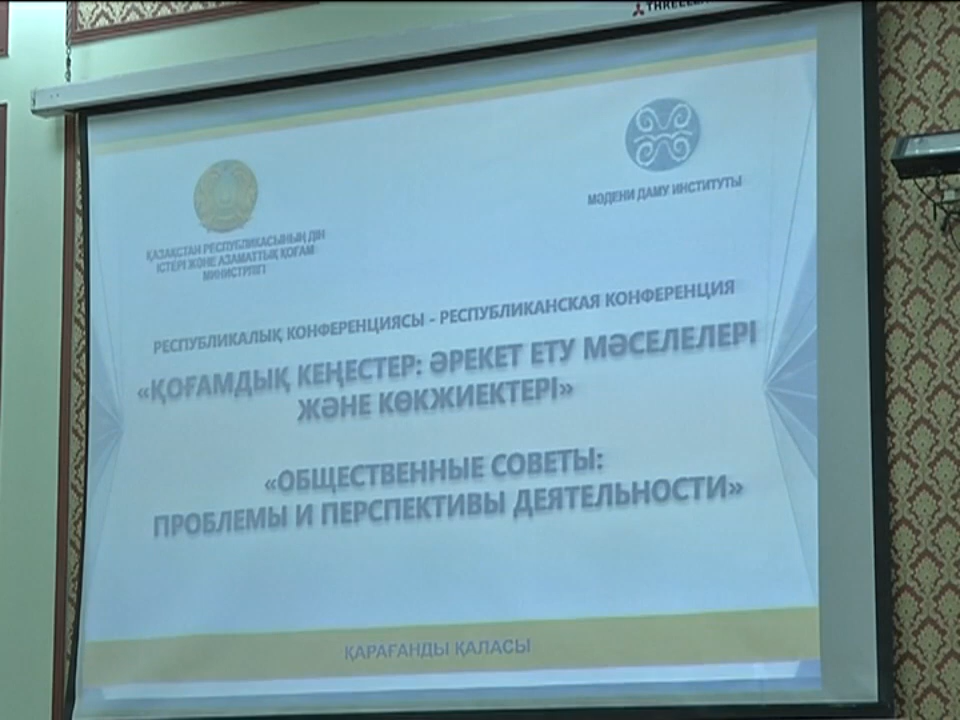 МӘДЕНИ ДАМУ ИНСТИТУТЫ
ҚАЗАҚСТАН РЕСПУБЛИКАСЫНЫҢ ДІН
ІСТЕРІ ЖӘНЕ АЗАМАТТЫҚ ҚОҒАМ
МИНИСТРЛІГІ
РЕСПУБЛИКАЛЫҚ КОНФЕРЕНЦИЯСЫ - РЕСПУБЛИКАНСКАЯ КОНФЕРЕНЦИЯ
«ҚОҒАМДЫҚ КЕҢЕСТЕР: ӘРЕКЕТ ЕТУ МӘСЕЛЕЛЕРІ
ЖӘНЕ КӨКЖИЕКТЕРІ»
«ОБЩЕСТВЕННЫЕ СОВЕТЫ:
ПРОБЛЕМЫ И ПЕРСПЕКТИВЫ ДЕЯТЕЛЬНОСТИ»
ҚАРАҒАНДЫ ҚАЛАСЫ